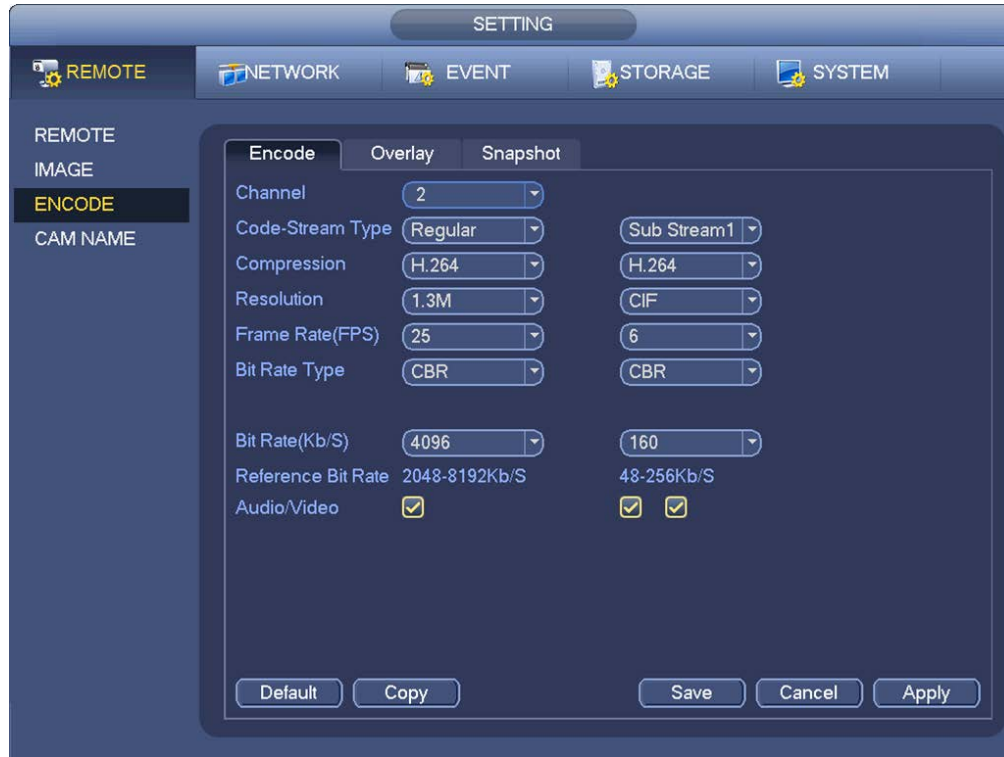 SETTING
REMOTE NETWORK EVENT STORAGE SYSTEM
REMOTE
IMAGE
ENCODE
CAM NAME
Encode Overlay Snapshot
Channel 2
Code-Stream Type Regular Sub Stream1
Compression H.264 H.264
Resolution 1.3M CIF
Frame Rate(FPS) 25 6
Bit Rate Type CBR CBR
Bit Rate(Kb/S) 4096 160
Reference Bit Rate 2048-8192Kb/S 48-256Kb/S
Audio/Video
Default Copy Save Cancel Apply